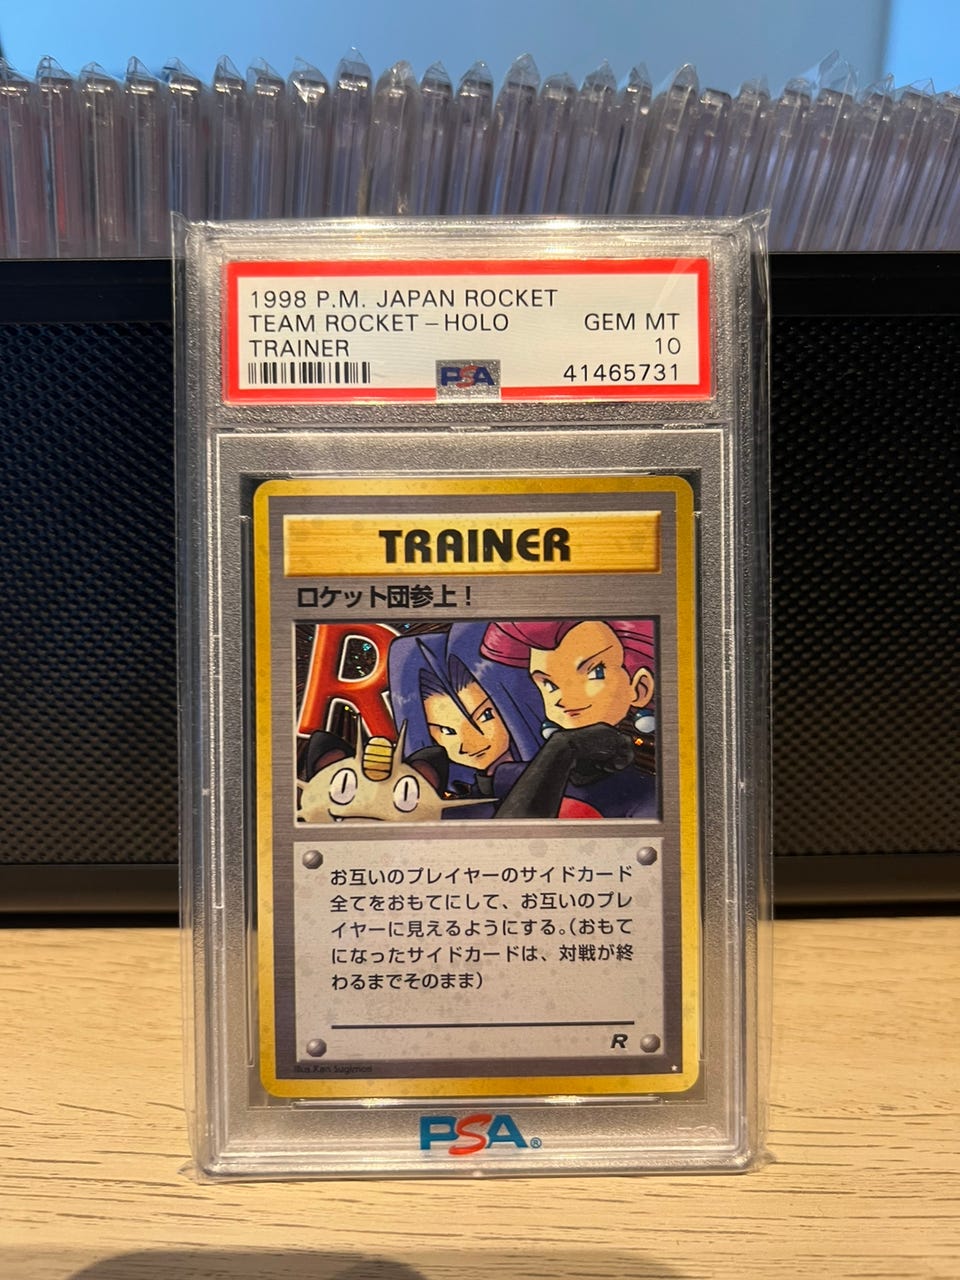 1998 P.M. JAPAN ROCKET
TEAM ROCKET-HOLO GEM MT
TRAINER 10
PSA 41465731
TRAINER
ロケット団参上！
R
お互いのプレイヤーのサイドカード
全てをおもてにして、お互いのプレ
イヤーに見えるようにする。（おもて
になったサイドカードは、対戦が終
わるまでそのまま）
R
Illus. Ken Sugimori
PSA®